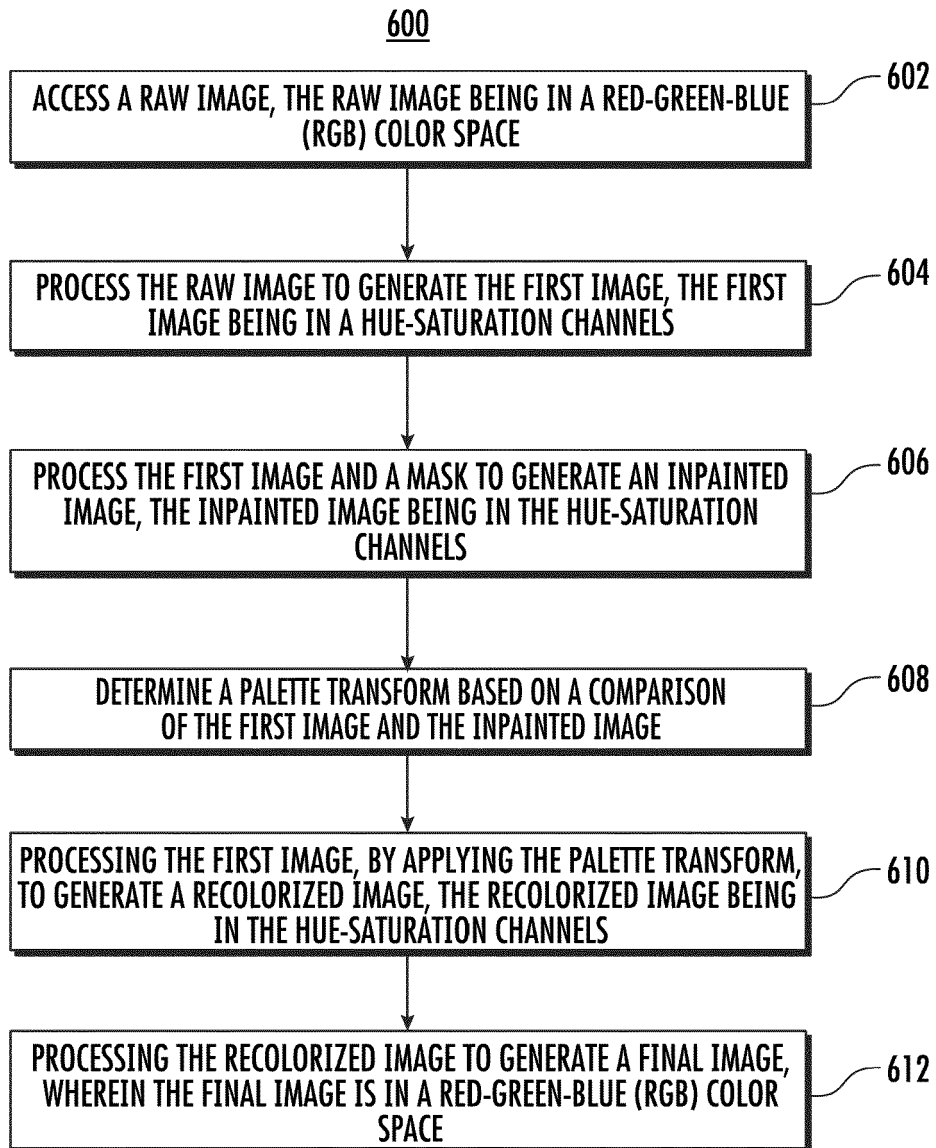 600
ACCESS A RAW IMAGE, THE RAW IMAGE BEING IN A RED-GREEN-BLUE
(RGB) COLOR SPACE
602
PROCESS THE RAW IMAGE TO GENERATE THE FIRST IMAGE, THE FIRST
IMAGE BEING IN A HUE-SATURATION CHANNELS
604
PROCESS THE FIRST IMAGE AND A MASK TO GENERATE AN INPAINTED
IMAGE, THE INPAINTED IMAGE BEING IN THE HUE-SATURATION
CHANNELS
606
DETERMINE A PALETTE TRANSFORM BASED ON A COMPARISON
OF THE FIRST IMAGE AND THE INPAINTED IMAGE
608
PROCESSING THE FIRST IMAGE, BY APPLYING THE PALETTE TRANSFORM,
TO GENERATE A RECOLORIZED IMAGE, THE RECOLORIZED IMAGE BEING
IN THE HUE-SATURATION CHANNELS
610
PROCESSING THE RECOLORIZED IMAGE TO GENERATE A FINAL IMAGE,
WHEREIN THE FINAL IMAGE IS IN A RED-GREEN-BLUE (RGB) COLOR
SPACE
612